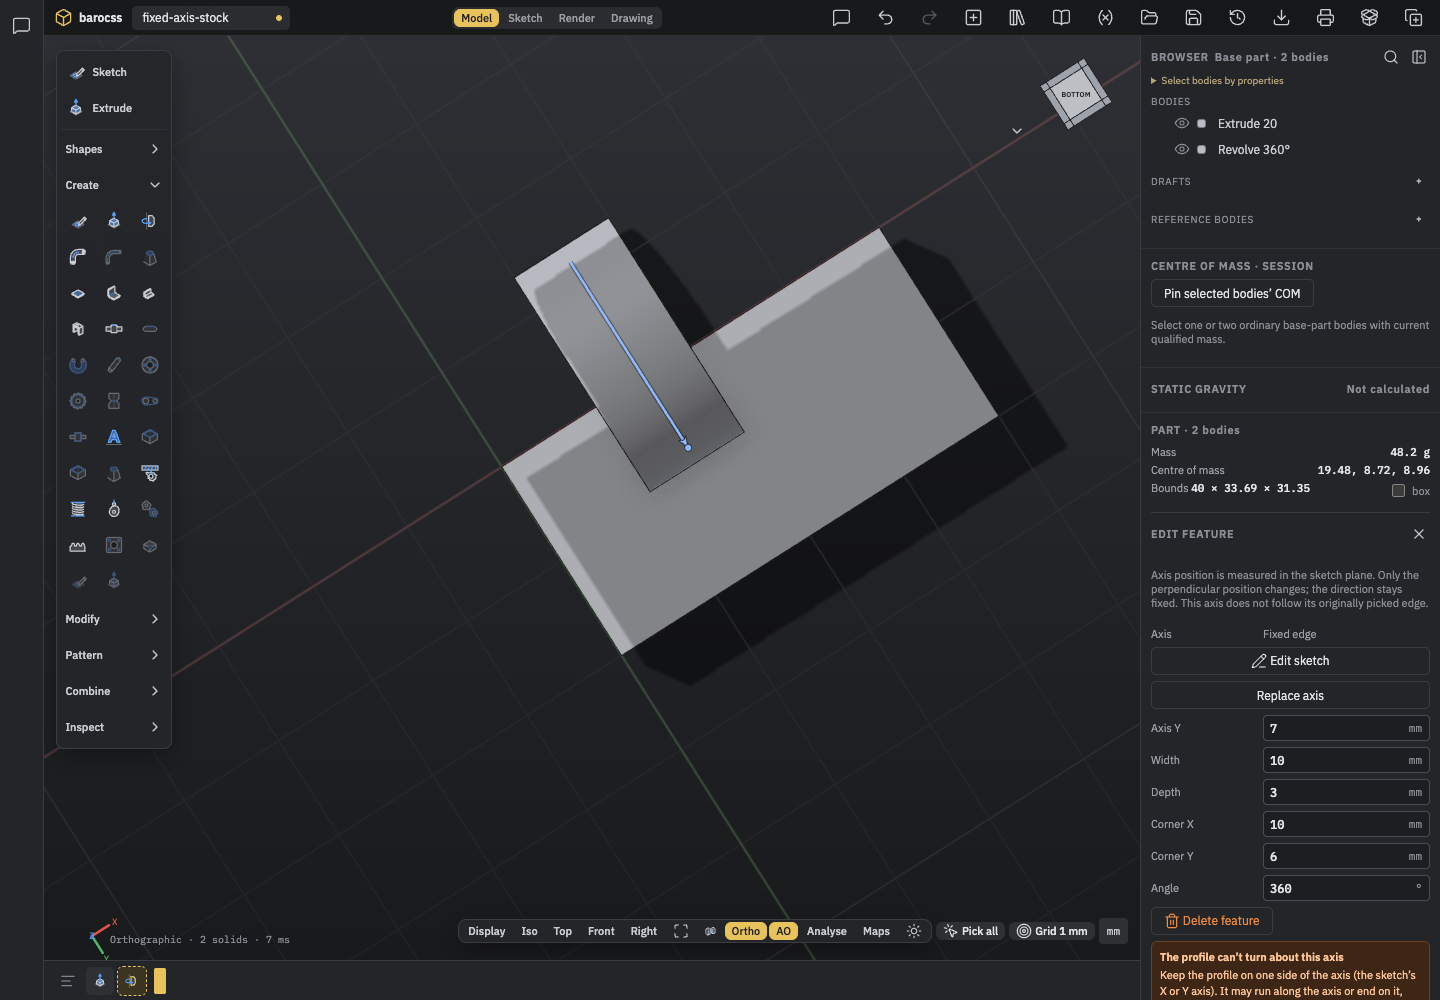 barocss
fixed-axis-stock
Model
Sketch
Render
Drawing
Sketch
Extrude
Shapes
Create
Modify
Pattern
Combine
Inspect
BOTTOM
X
Y
Orthographic · 2 solids · 7 ms
Display
Iso
Top
Front
Right
Ortho
AO
Analyse
Maps
Pick all
Grid 1 mm
mm
BROWSER Base part · 2 bodies
Select bodies by properties
BODIES
Extrude 20
Revolve 360°
DRAFTS +
REFERENCE BODIES +
CENTRE OF MASS · SESSION
Pin selected bodies’ COM
Select one or two ordinary base-part bodies with current
qualified mass.
STATIC GRAVITY Not calculated
PART · 2 bodies
Mass 48.2 g
Centre of mass 19.48, 8.72, 8.96
Bounds 40 × 33.69 × 31.35 box
EDIT FEATURE
Axis position is measured in the sketch plane. Only the
perpendicular position changes; the direction stays
fixed. This axis does not follow its originally picked edge.
Axis Fixed edge
Edit sketch
Replace axis
Axis Y 7 mm
Width 10 mm
Depth 3 mm
Corner X 10 mm
Corner Y 6 mm
Angle 360 °
Delete feature
The profile can’t turn about this axis
Keep the profile on one side of the axis (the sketch’s
X or Y axis). It may run along the axis or end on it,